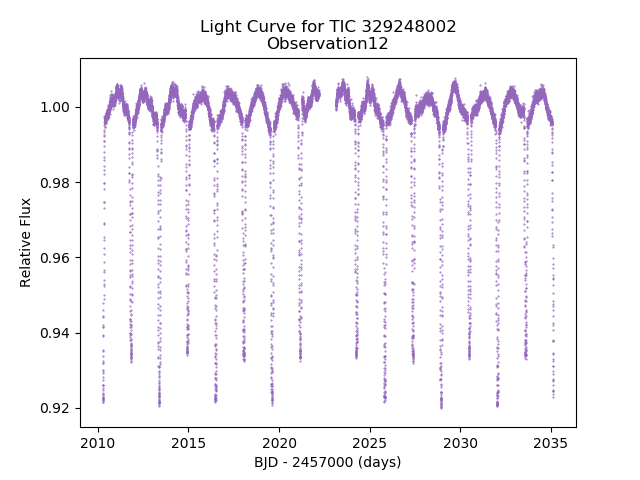 Light Curve for TIC 329248002
Observation12
Relative Flux
1.00
0.98
0.96
0.94
0.92
2010
2015
2020
2025
2030
2035
BJD - 2457000 (days)